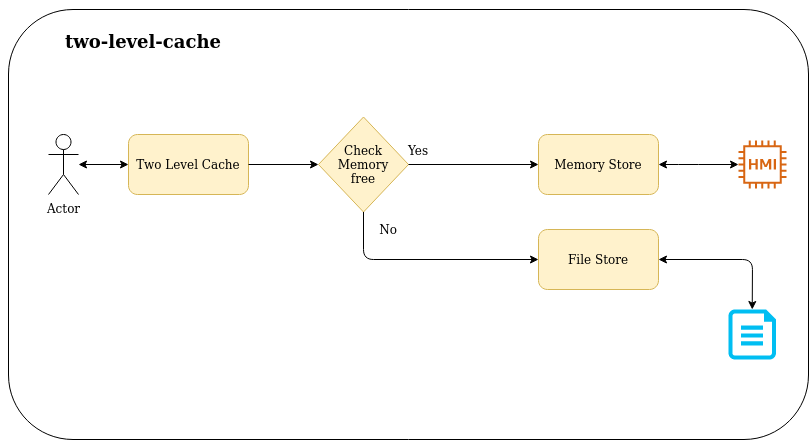 two-level-cache
Actor
Two Level Cache
Check
Memory
free
Yes
No
Memory Store
HMI
File Store